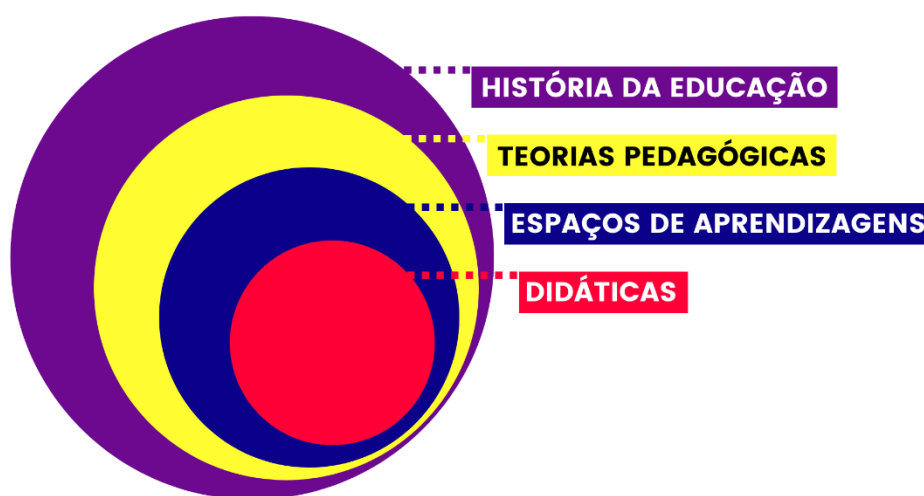 HISTÓRIA DA EDUCAÇÃO
TEORIAS PEDAGÓGICAS
ESPAÇOS DE APRENDIZAGENS
DIDÁTICAS